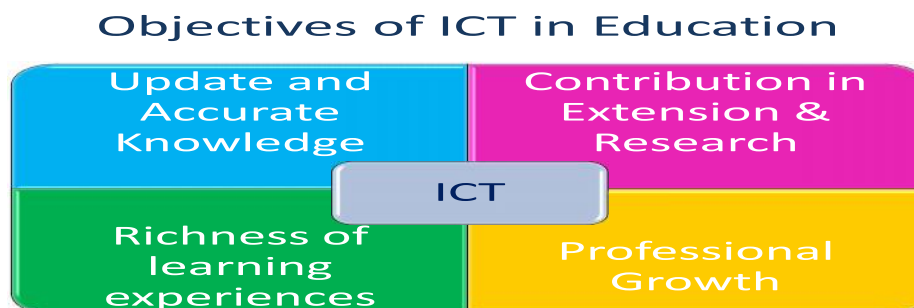 Objectives of ICT in Education
Update and
Accurate
Knowledge
Contribution in
Extension &
Research
ICT
Richness of
learning
experiences
Professional
Growth